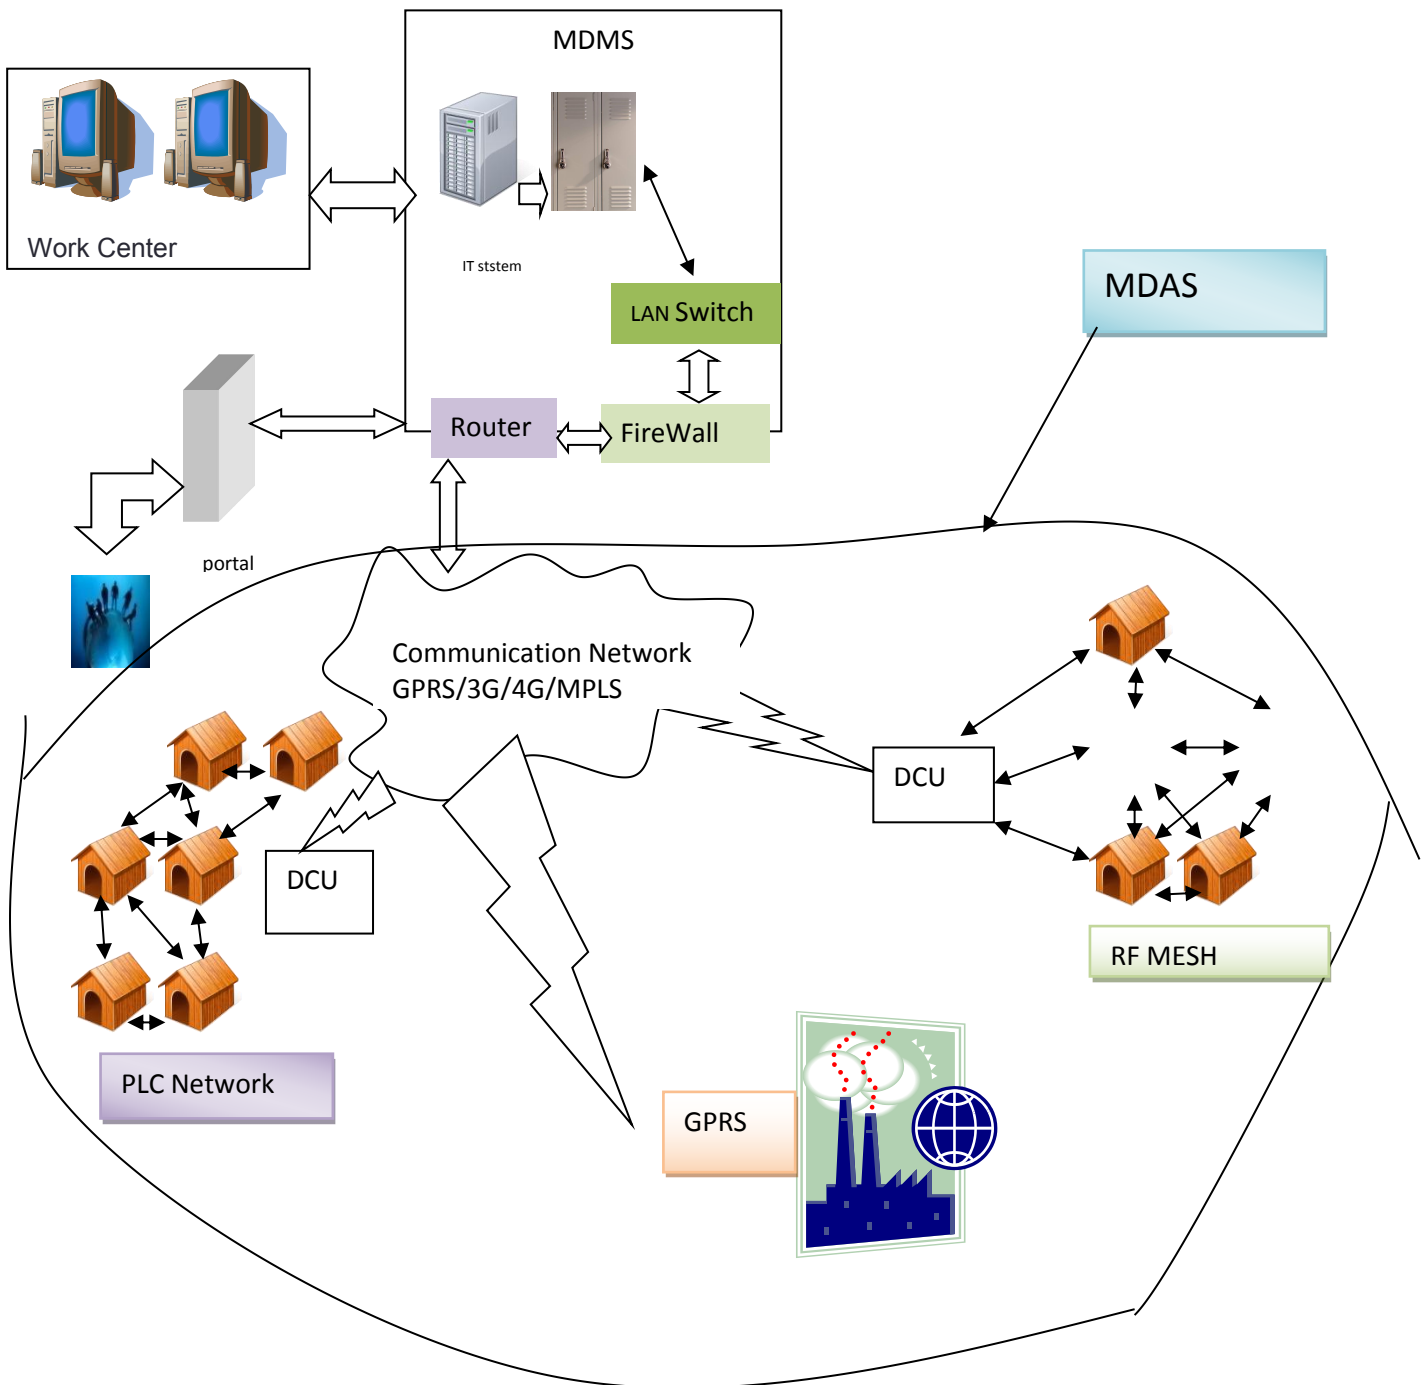 MDMS
Work Center
IT ststem
LAN Switch
MDAS
Router
FireWall
portal
Communication Network
GPRS/3G/4G/MPLS
DCU
DCU
RF MESH
PLC Network
GPRS